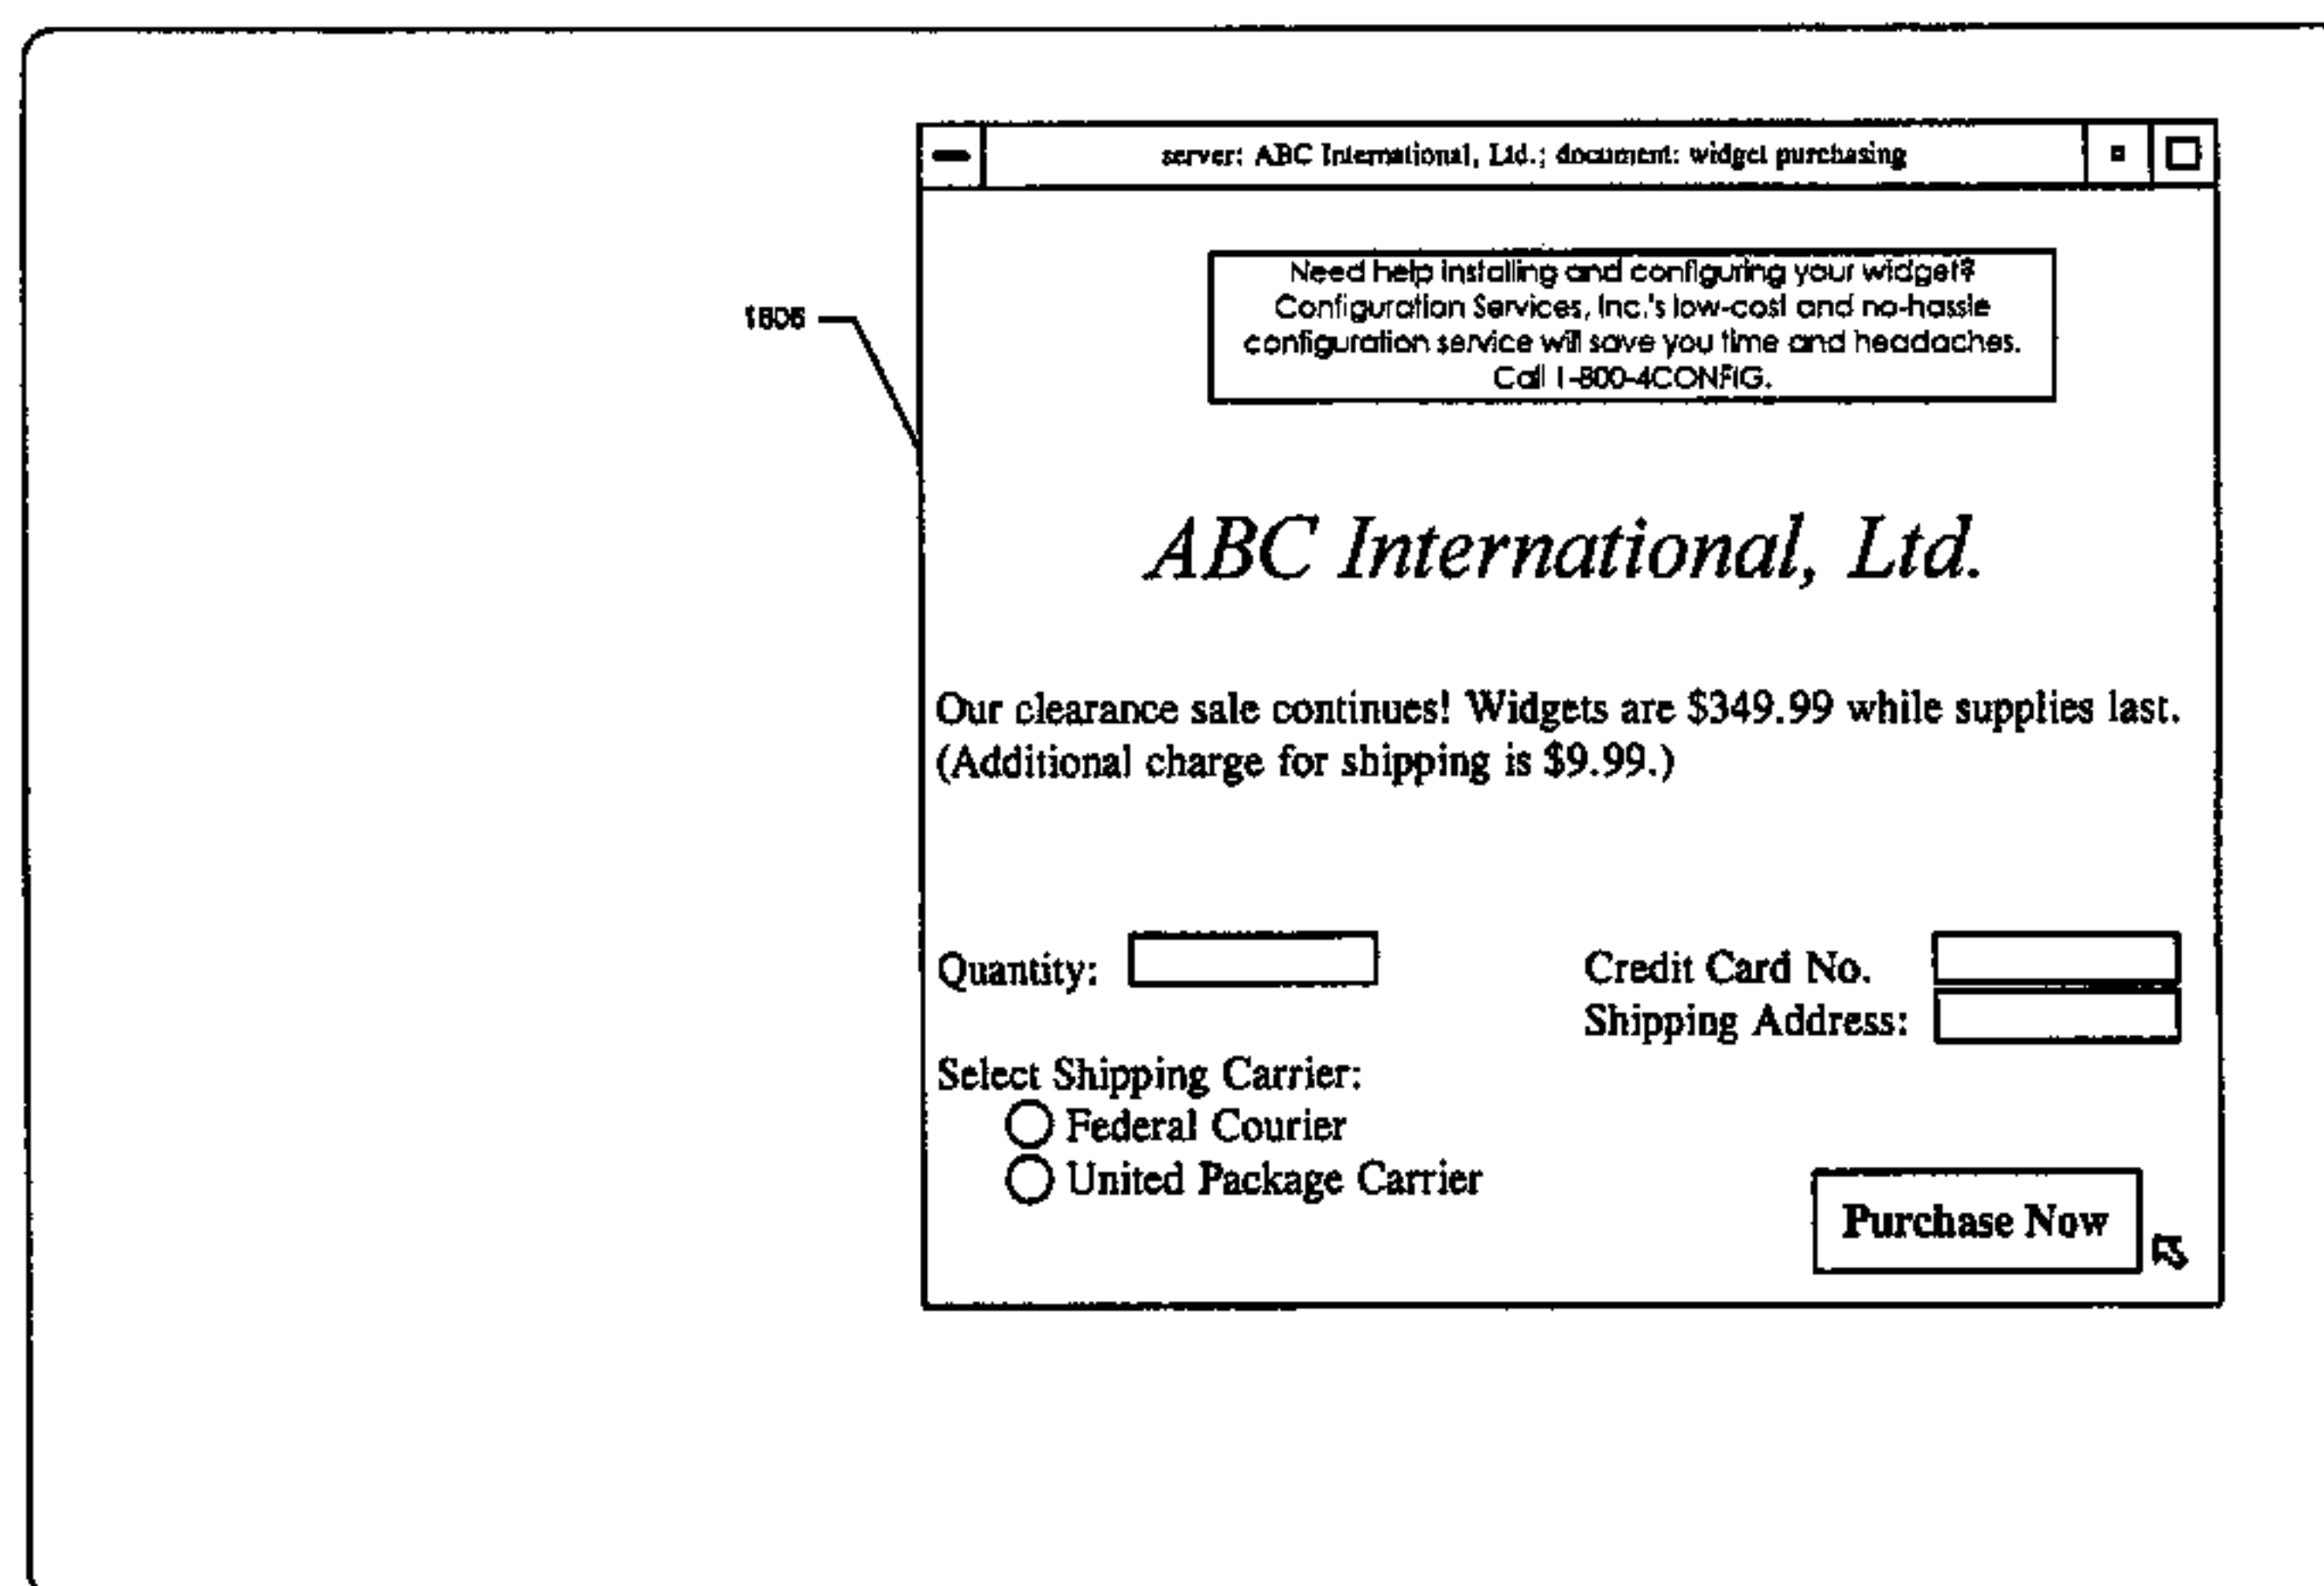 server: ABC International, Ltd.; document: widget purchasing
Need help installing and configuring your widget?
Configuration Services, Inc.'s low-cost and no-hassle
configuration service will save you time and headaches.
Call 1-800-4CONFIG.
ABC International, Ltd.
Our clearance sale continues! Widgets are $349.99 while supplies last.
(Additional charge for shipping is $9.99.)
Quantity:
Credit Card No.
Shipping Address:
Select Shipping Carrier:
Federal Courier
United Package Carrier
Purchase Now